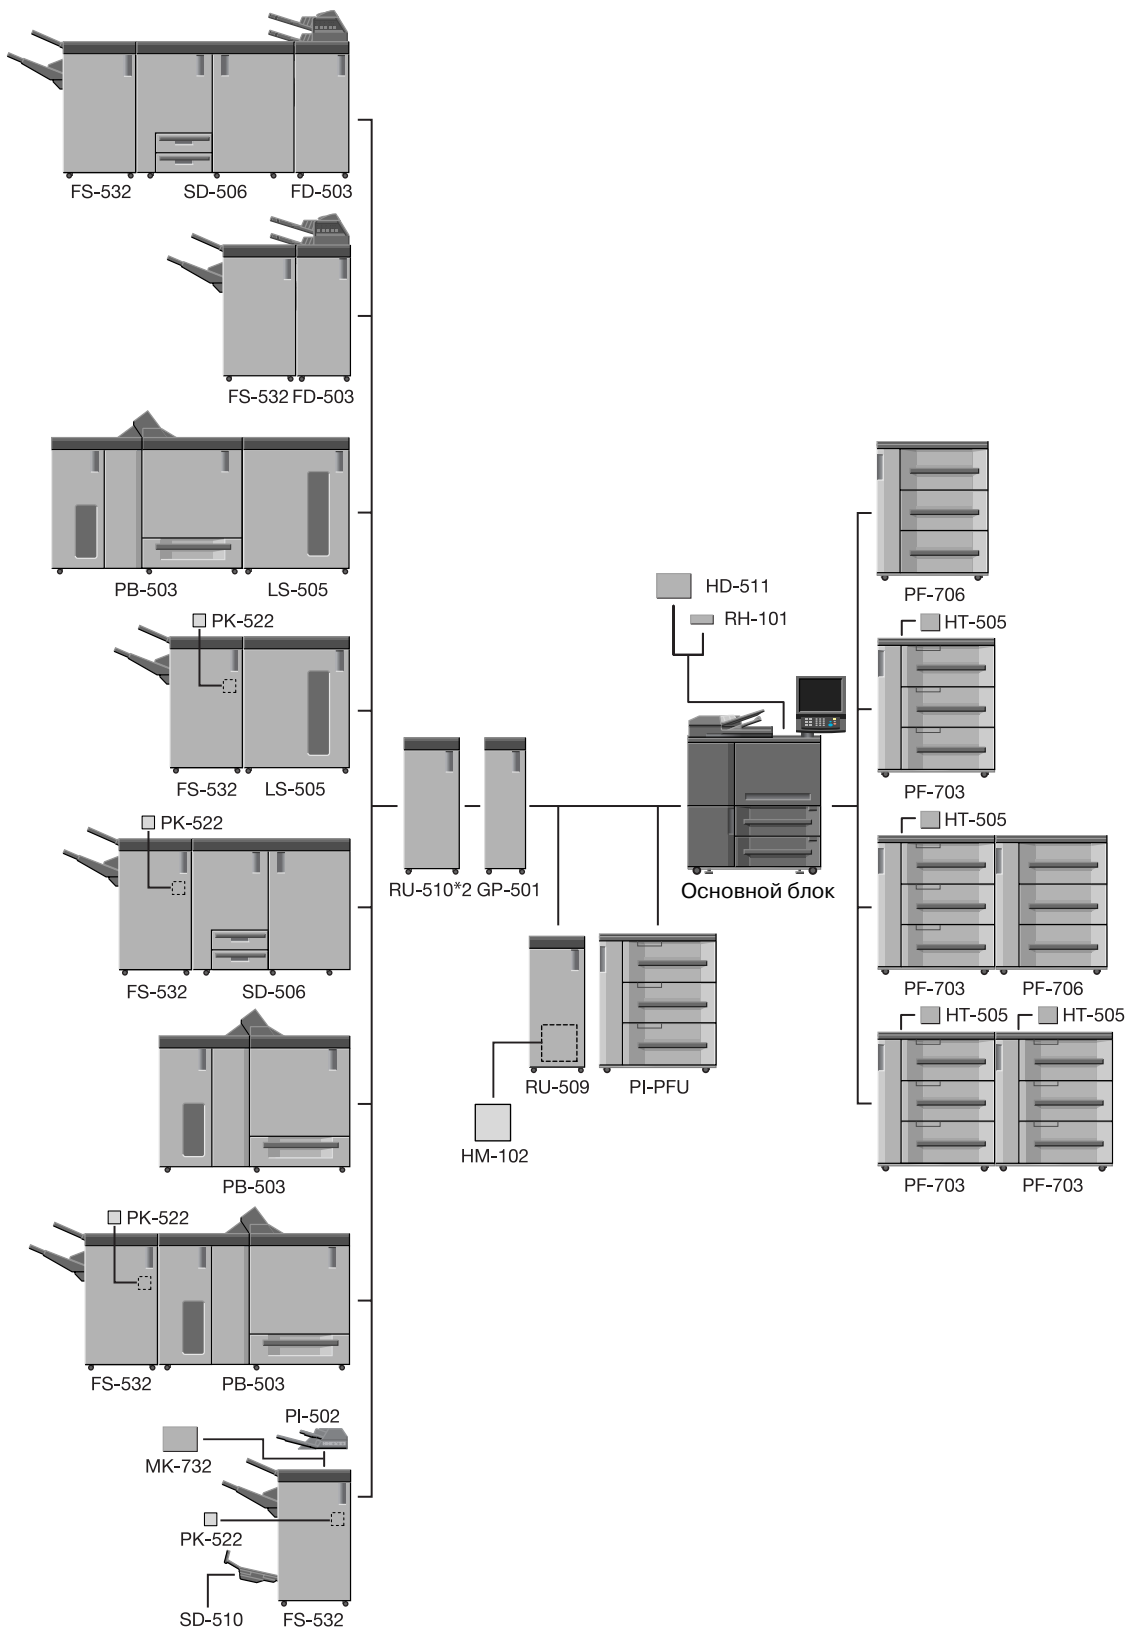 FS-532 SD-506 FD-503
FS-532 FD-503
PB-503 LS-505
PK-522
FS-532 LS-505
PK-522
FS-532 SD-506
PB-503
PK-522
FS-532 PB-503
PI-502
MK-732
PK-522
SD-510 FS-532
RU-510*2 GP-501
HD-511
RH-101
Основной блок
RU-509 PI-PFU
HM-102
PF-706
HT-505
PF-703
HT-505
PF-703 PF-706
HT-505 HT-505
PF-703 PF-703